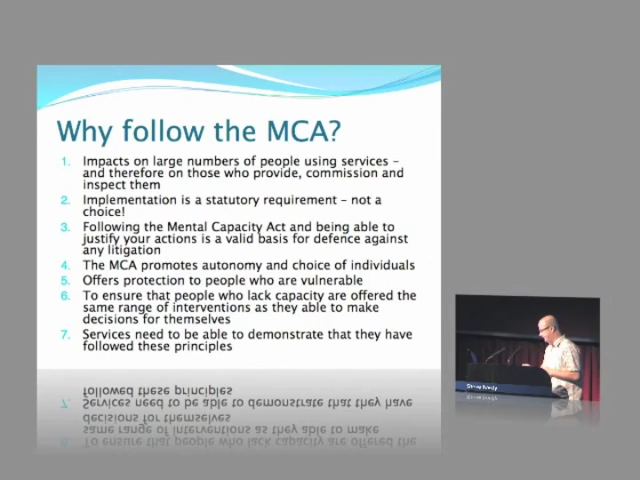 Why follow the MCA?
1. Impacts on large numbers of people using services –
and therefore on those who provide, commission and
inspect them
2. Implementation is a statutory requirement – not a
choice!
3. Following the Mental Capacity Act and being able to
justify your actions is a valid basis for defence against
any litigation
4. The MCA promotes autonomy and choice of individuals
5. Offers protection to people who are vulnerable
6. To ensure that people who lack capacity are offered the
same range of interventions as they able to make
decisions for themselves
7. Services need to be able to demonstrate that they have
followed these principles
Steve